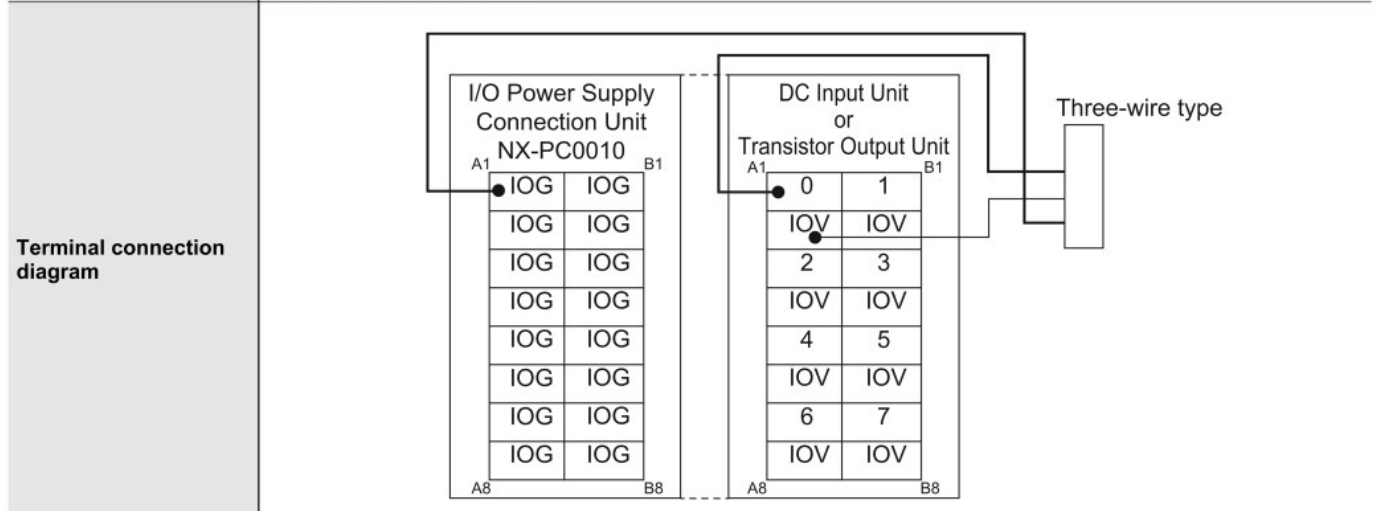 Terminal connection
diagram
I/O Power Supply
Connection Unit
NX-PC0010
A1 B1
IOG IOG
IOG IOG
IOG IOG
IOG IOG
IOG IOG
IOG IOG
IOG IOG
IOG IOG
A8 B8
DC Input Unit
or
Transistor Output Unit
A1 B1
0 1
IOV IOV
2 3
IOV IOV
4 5
IOV IOV
6 7
IOV IOV
A8 B8
Three-wire type